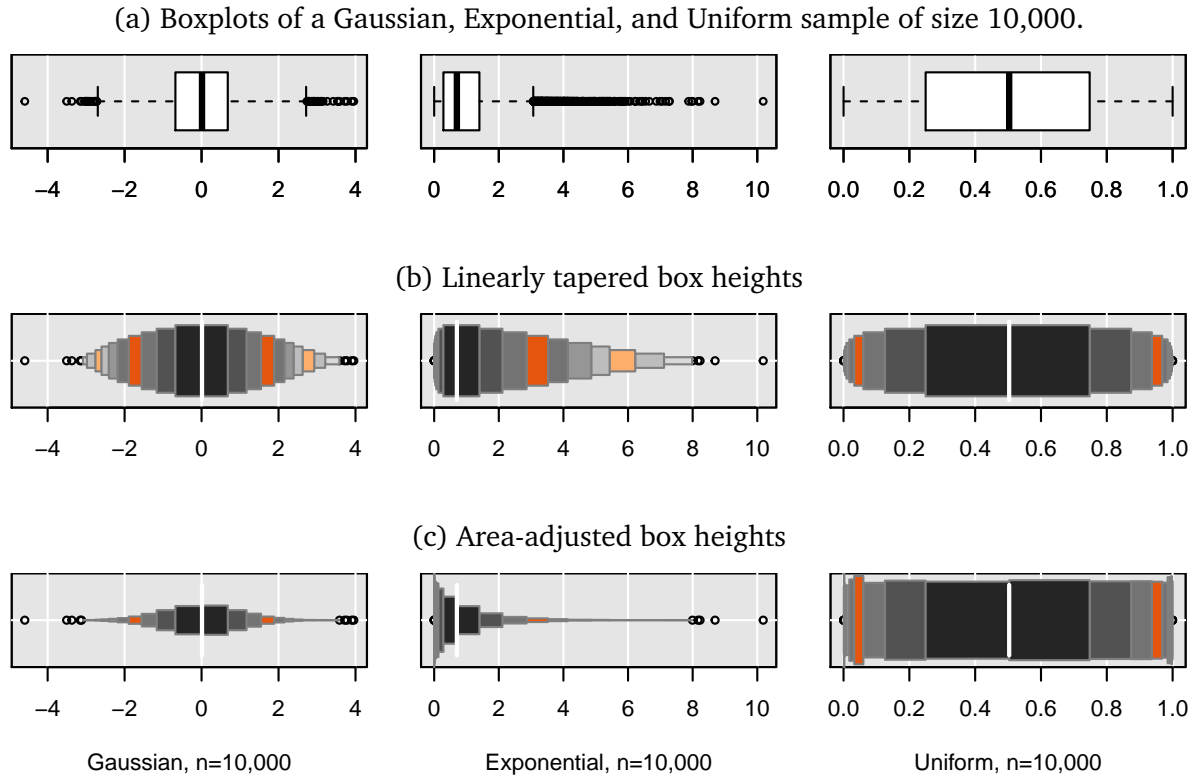 (a) Boxplots of a Gaussian, Exponential, and Uniform sample of size 10,000.
−4 −2 0 2 4 0 2 4 6 8 10 0.0 0.2 0.4 0.6 0.8 1.0
(b) Linearly tapered box heights
−4 −2 0 2 4 0 2 4 6 8 10 0.0 0.2 0.4 0.6 0.8 1.0
(c) Area-adjusted box heights
−4 −2 0 2 4 0 2 4 6 8 10 0.0 0.2 0.4 0.6 0.8 1.0
Gaussian, n=10,000 Exponential, n=10,000 Uniform, n=10,000